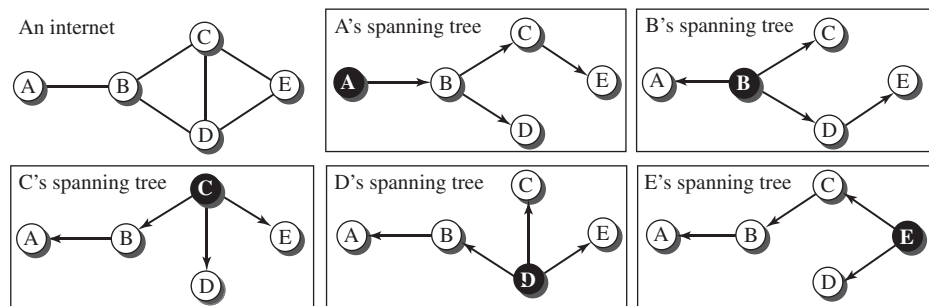 An internet
C
A
B
E
D
A's spanning tree
C
A
B
E
D
B's spanning tree
C
A
B
E
D
C's spanning tree
C
A
B
E
D
D's spanning tree
C
A
B
E
D
E's spanning tree
C
A
B
E
D